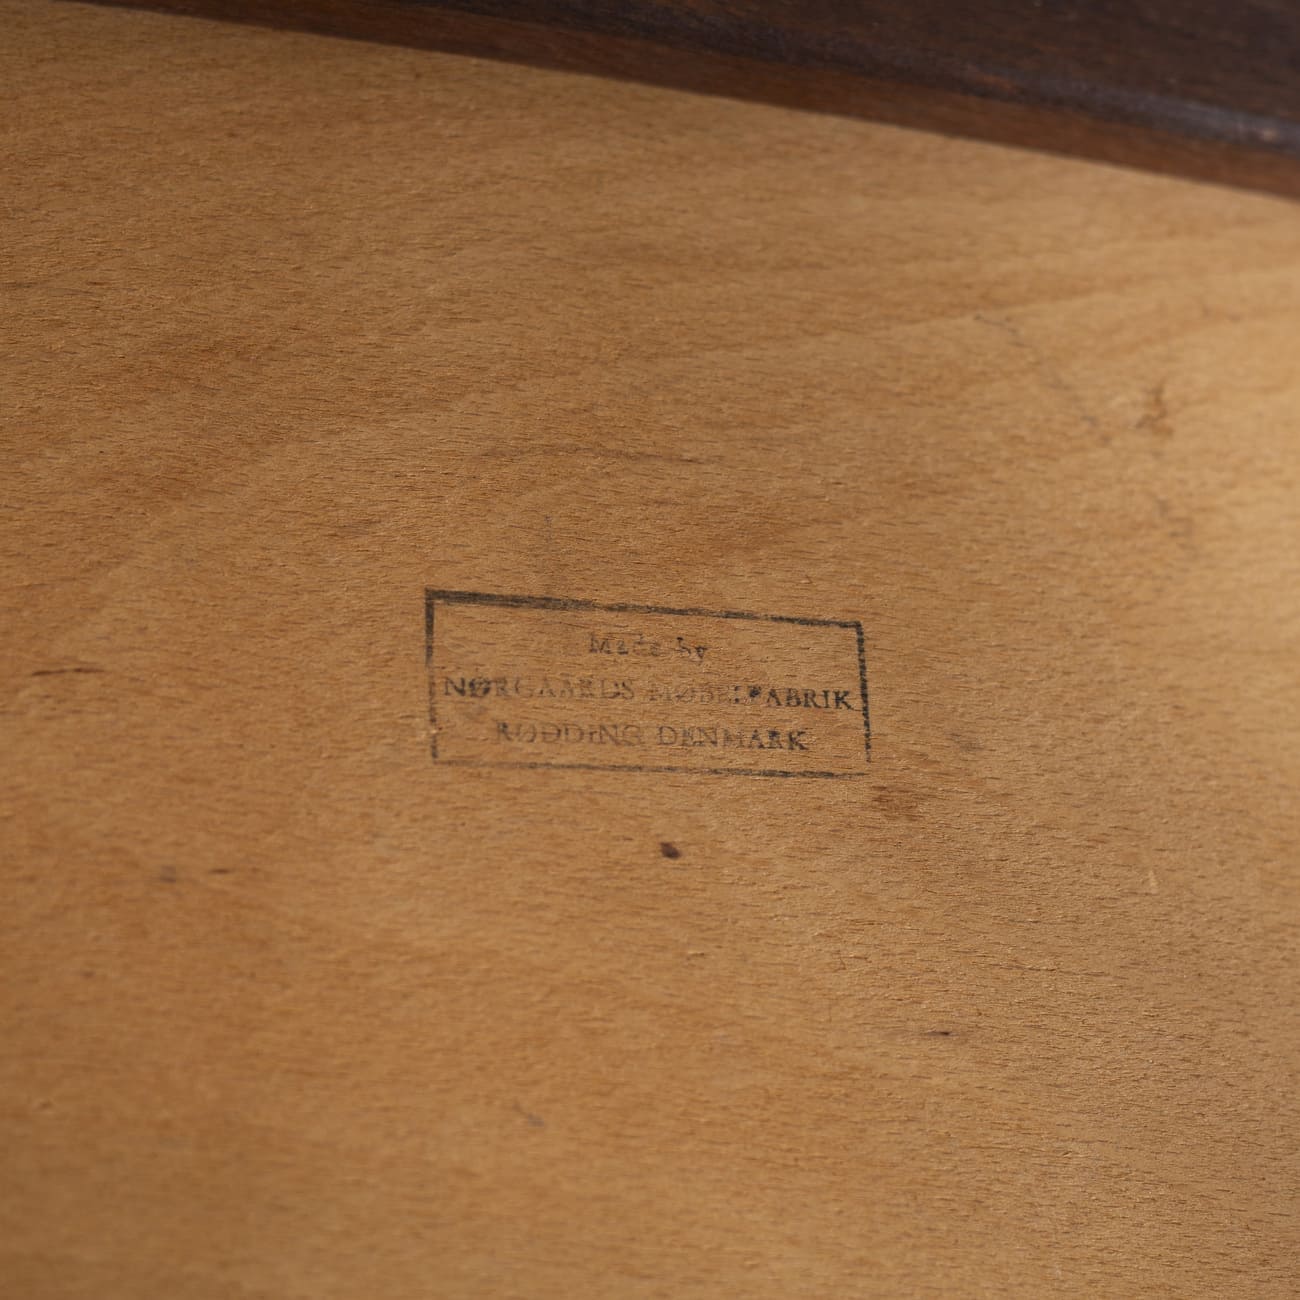 Made by
NØRGAARDS MØBELFABRIK
RØDDING DENMARK